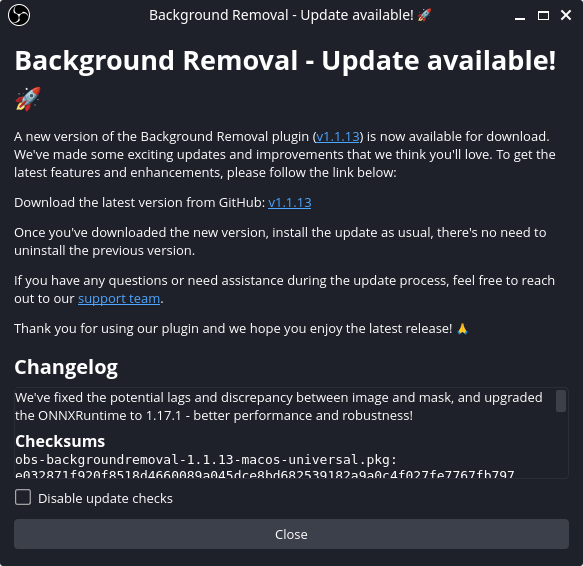 Background Removal - Update available! 🚀
Background Removal - Update available!
🚀
A new version of the Background Removal plugin (v1.1.13) is now available for download.
We've made some exciting updates and improvements that we think you'll love. To get the
latest features and enhancements, please follow the link below:
Download the latest version from GitHub: v1.1.13
Once you've downloaded the new version, install the update as usual, there's no need to
uninstall the previous version.
If you have any questions or need assistance during the update process, feel free to reach
out to our support team.
Thank you for using our plugin and we hope you enjoy the latest release! 🙏
Changelog
We've fixed the potential lags and discrepancy between image and mask, and upgraded
the ONNXRuntime to 1.17.1 - better performance and robustness!
Checksums
obs-backgroundremoval-1.1.13-macos-universal.pkg:
e032871f920f8518d4660089a045dce8bd682539182a9a0c4f027fe7767fb797
Disable update checks
Close